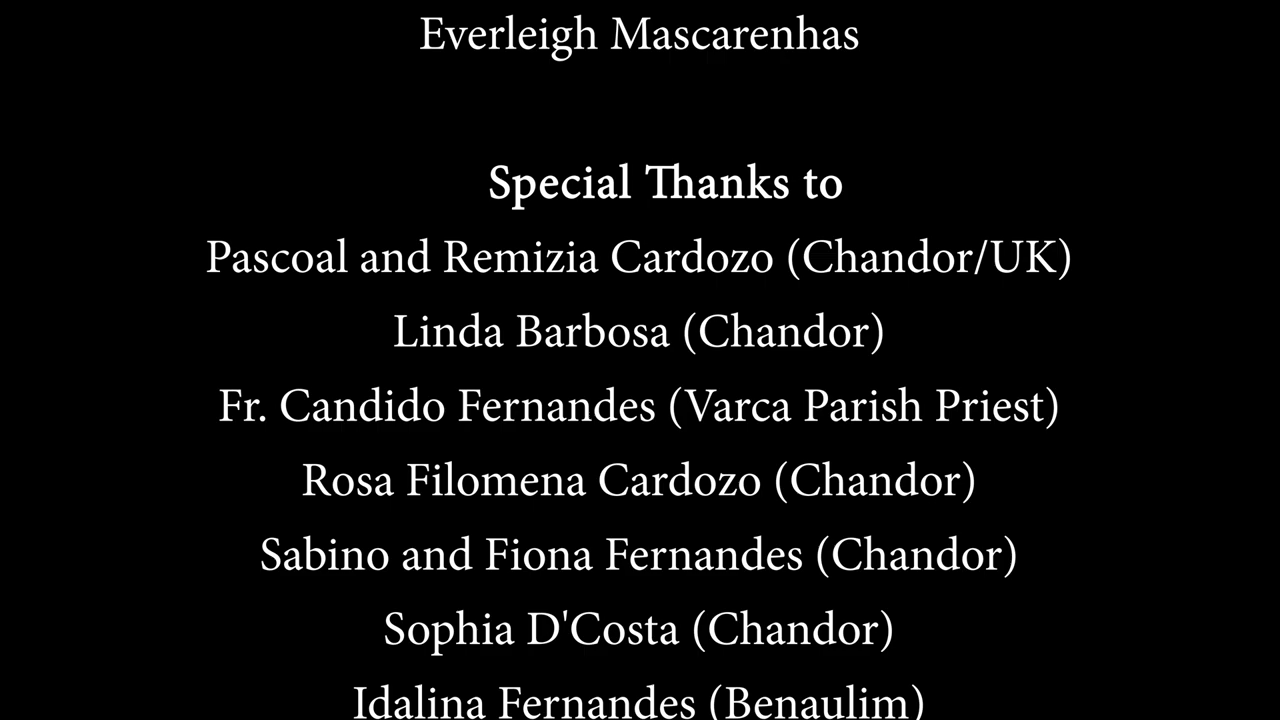 Everleigh Mascarenhas
Special Thanks to
Pascoal and Remizia Cardozo (Chandor/UK)
Linda Barbosa (Chandor)
Fr. Candido Fernandes (Varca Parish Priest)
Rosa Filomena Cardozo (Chandor)
Sabino and Fiona Fernandes (Chandor)
Sophia D'Costa (Chandor)
Idalina Fernandes (Benaulim)